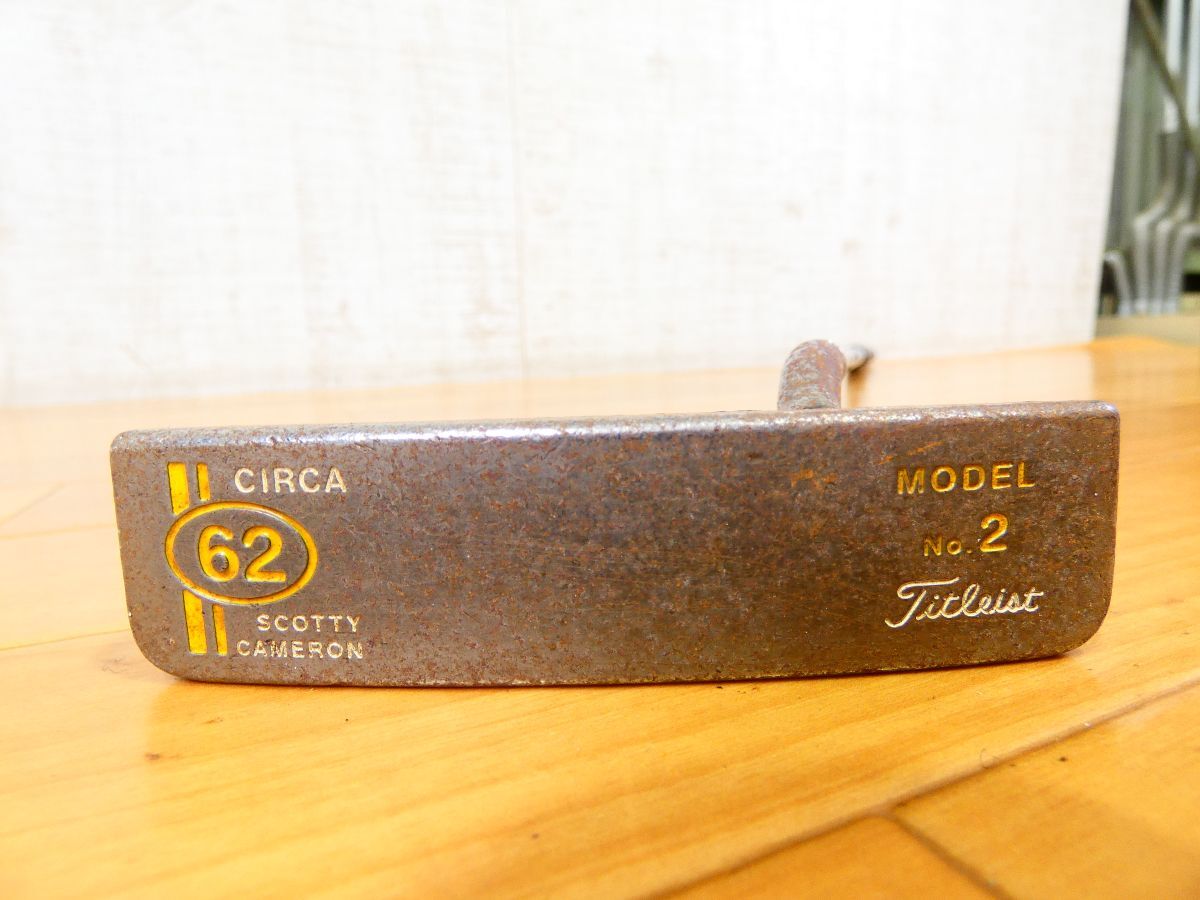 CIRCA
62
SCOTTY
CAMERON
MODEL
No. 2
Titleist